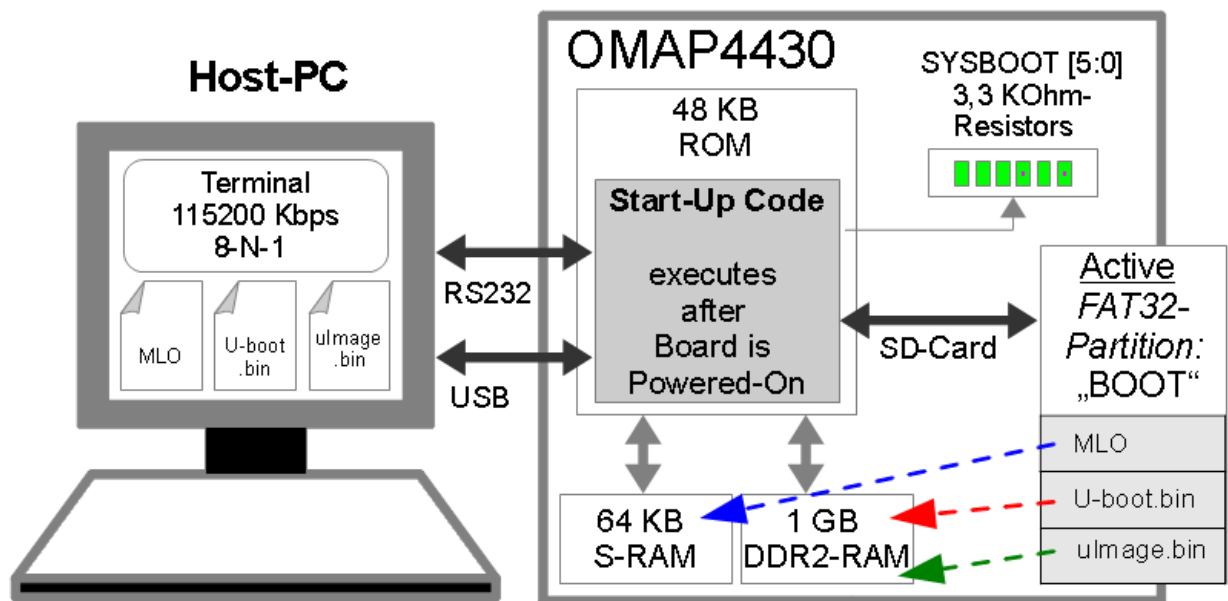 Host-PC
Terminal
115200 Kbps
8-N-1
MLO
U-boot
.bin
uImage
.bin
RS232
USB
OMAP4430
48 KB
ROM
Start-Up Code
executes
after
Board is
Powered-On
SYSBOOT [5:0]
3,3 KOhm-
Resistors
SD-Card
Active
FAT32-
Partition:
„BOOT“
MLO
U-boot.bin
uImage.bin
64 KB
S-RAM
1 GB
DDR2-RAM